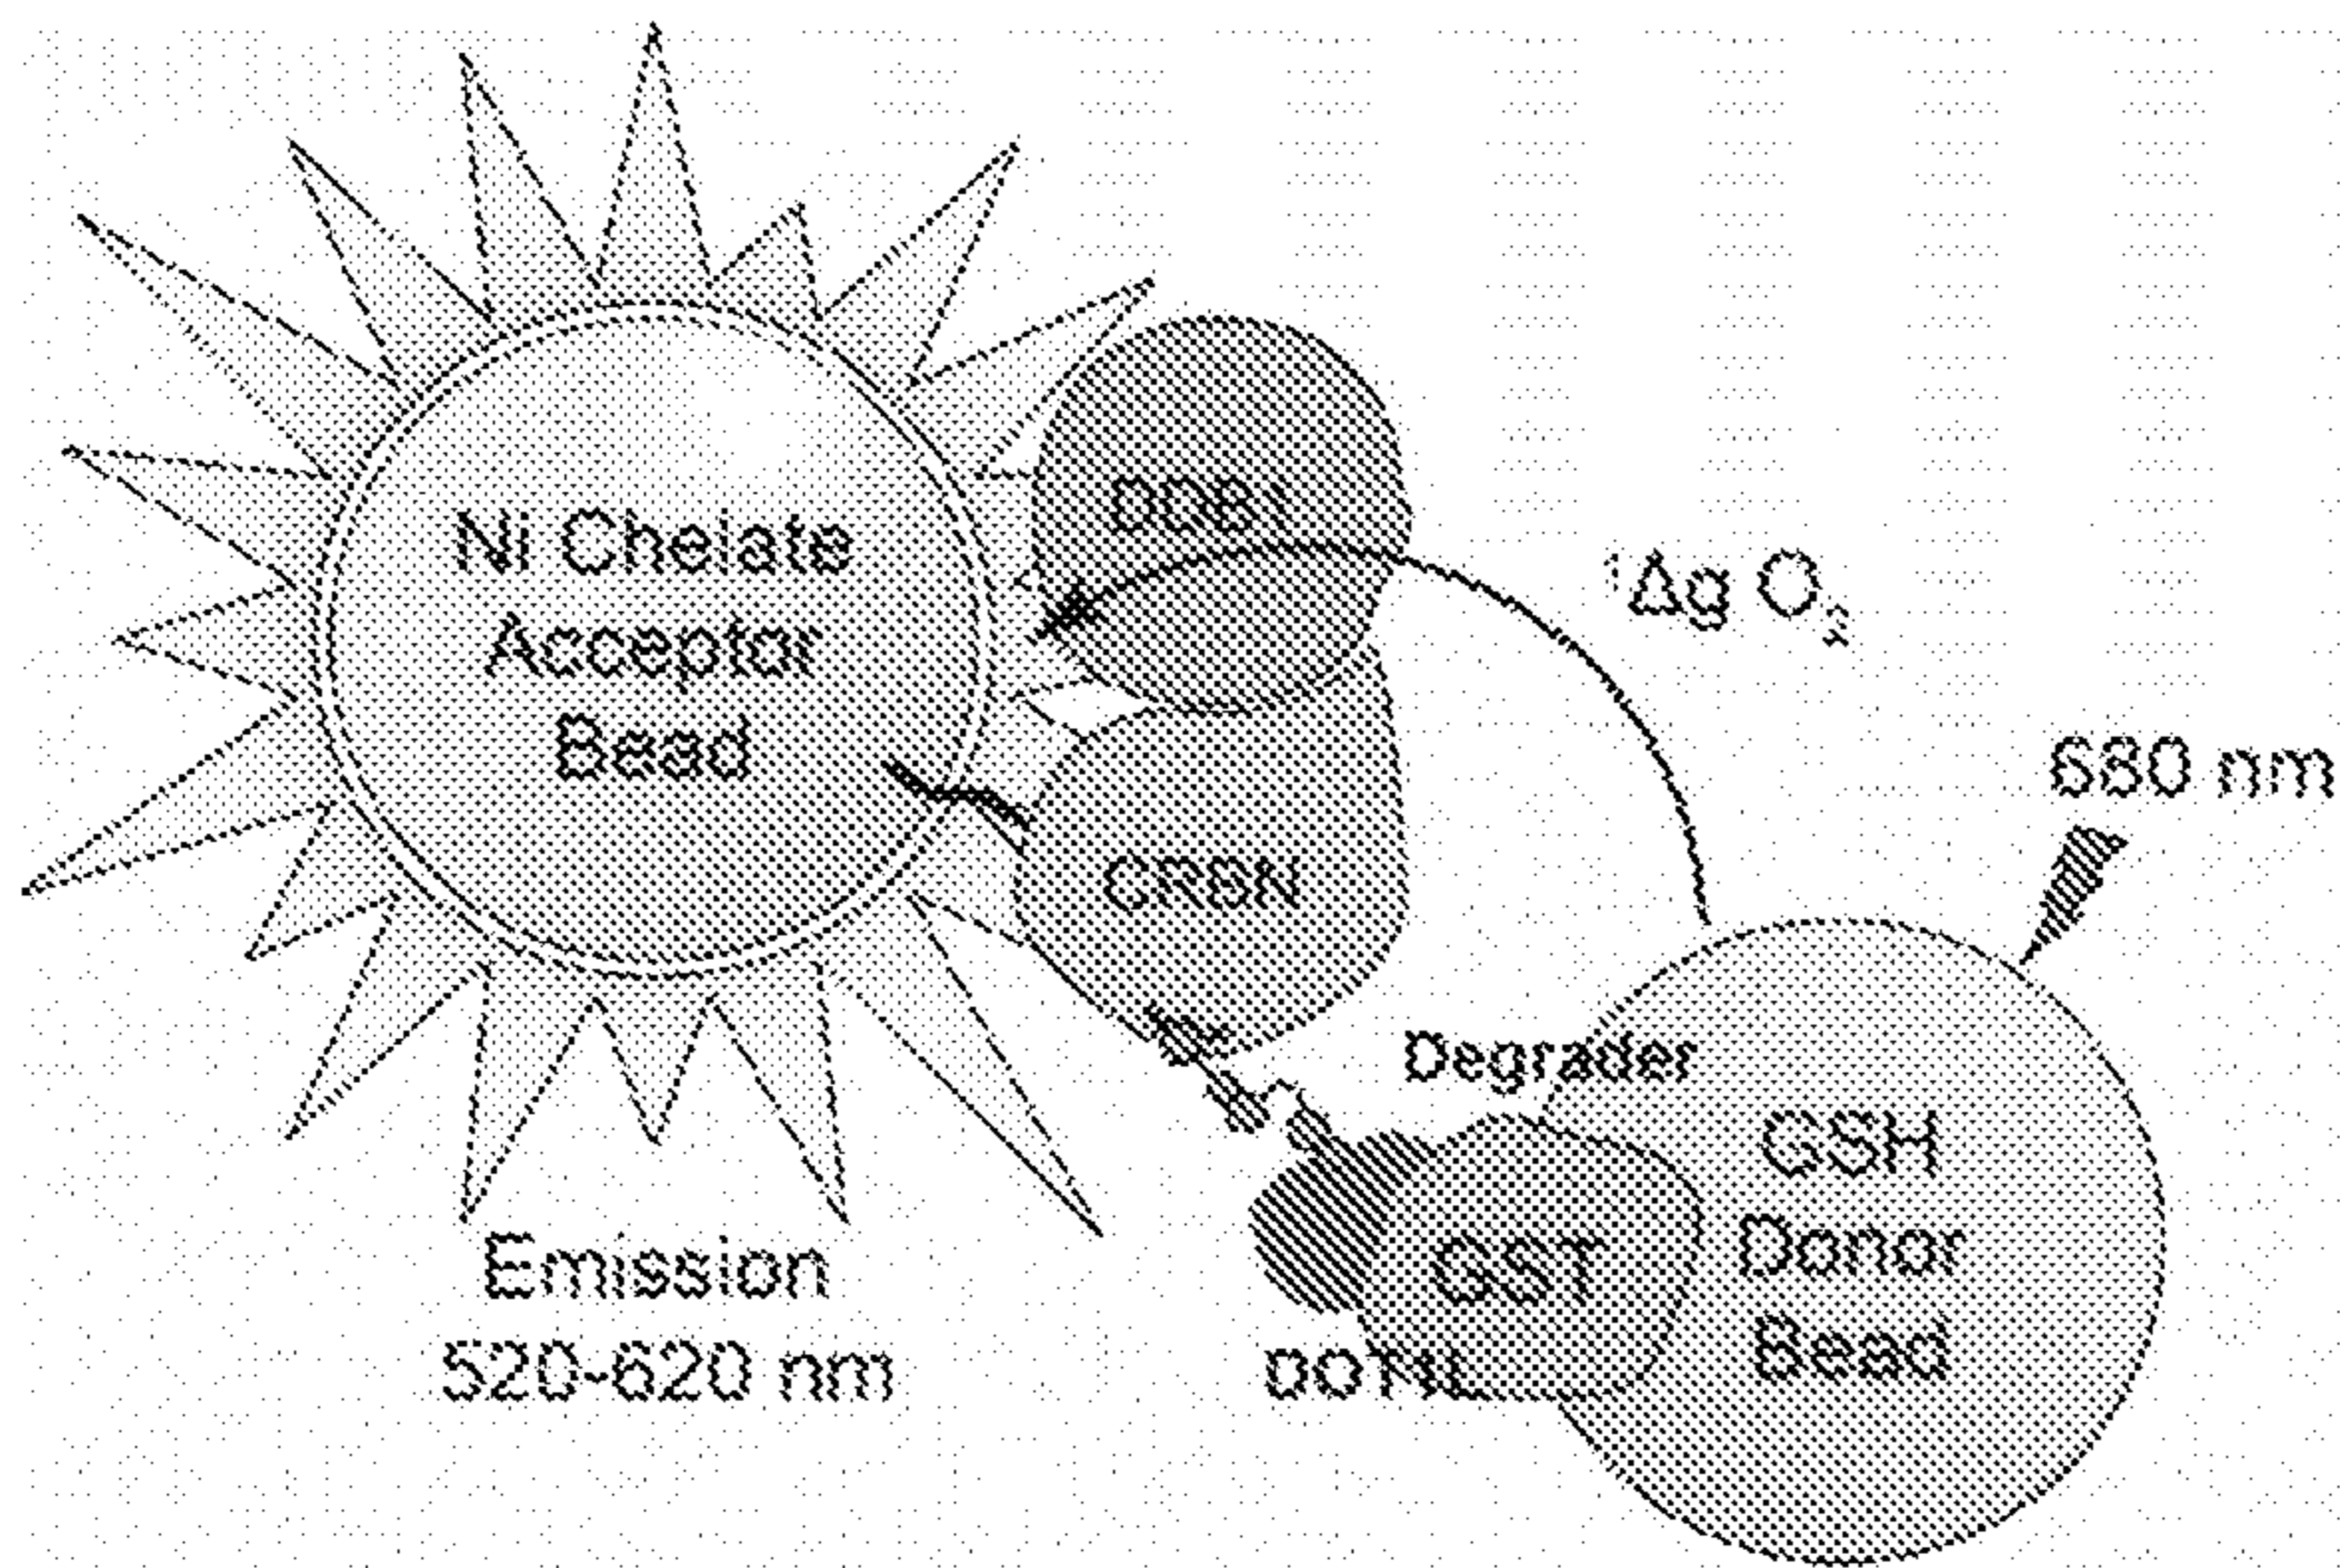 DDB1
Ni Chelate
Acceptor
Bead
¹Δg O₂
680 nm
CRBN
Degrader
GSH
Donor
Bead
GST
Emission
520-620 nm
DOT1L